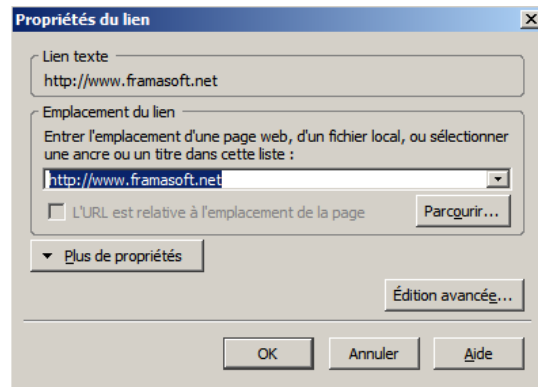 Propriétés du lien
Lien texte
http://www.framasoft.net
Emplacement du lien
Entrer l'emplacement d'une page web, d'un fichier local, ou sélectionner
une ancre ou un titre dans cette liste :
http://www.framasoft.net
L'URL est relative à l'emplacement de la page
Parcourir...
Plus de propriétés
Édition avancée...
OK Annuler Aide